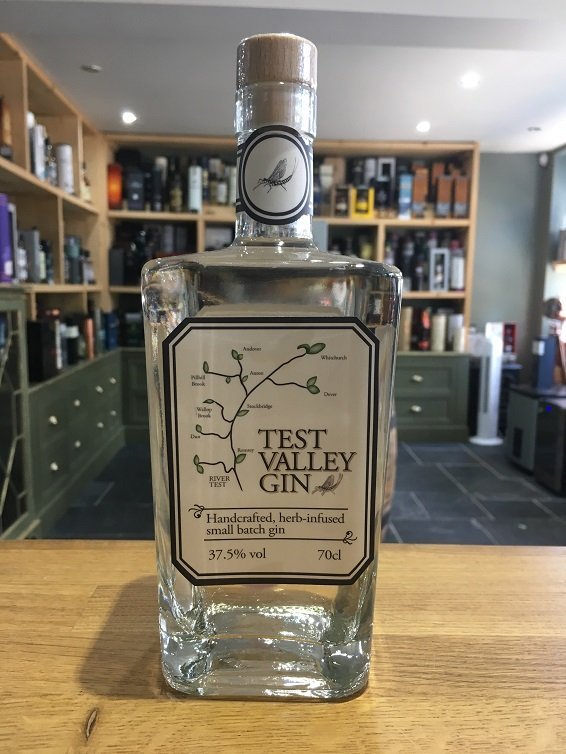 Andover
Whitchurch
Anton
Pillhill
Brook
Dever
Wallop
Brook
Stockbridge
Dun
Romsey
RIVER
TEST
TEST
VALLEY
GIN
Handcrafted, herb-infused
small batch gin
37.5% vol 70cl